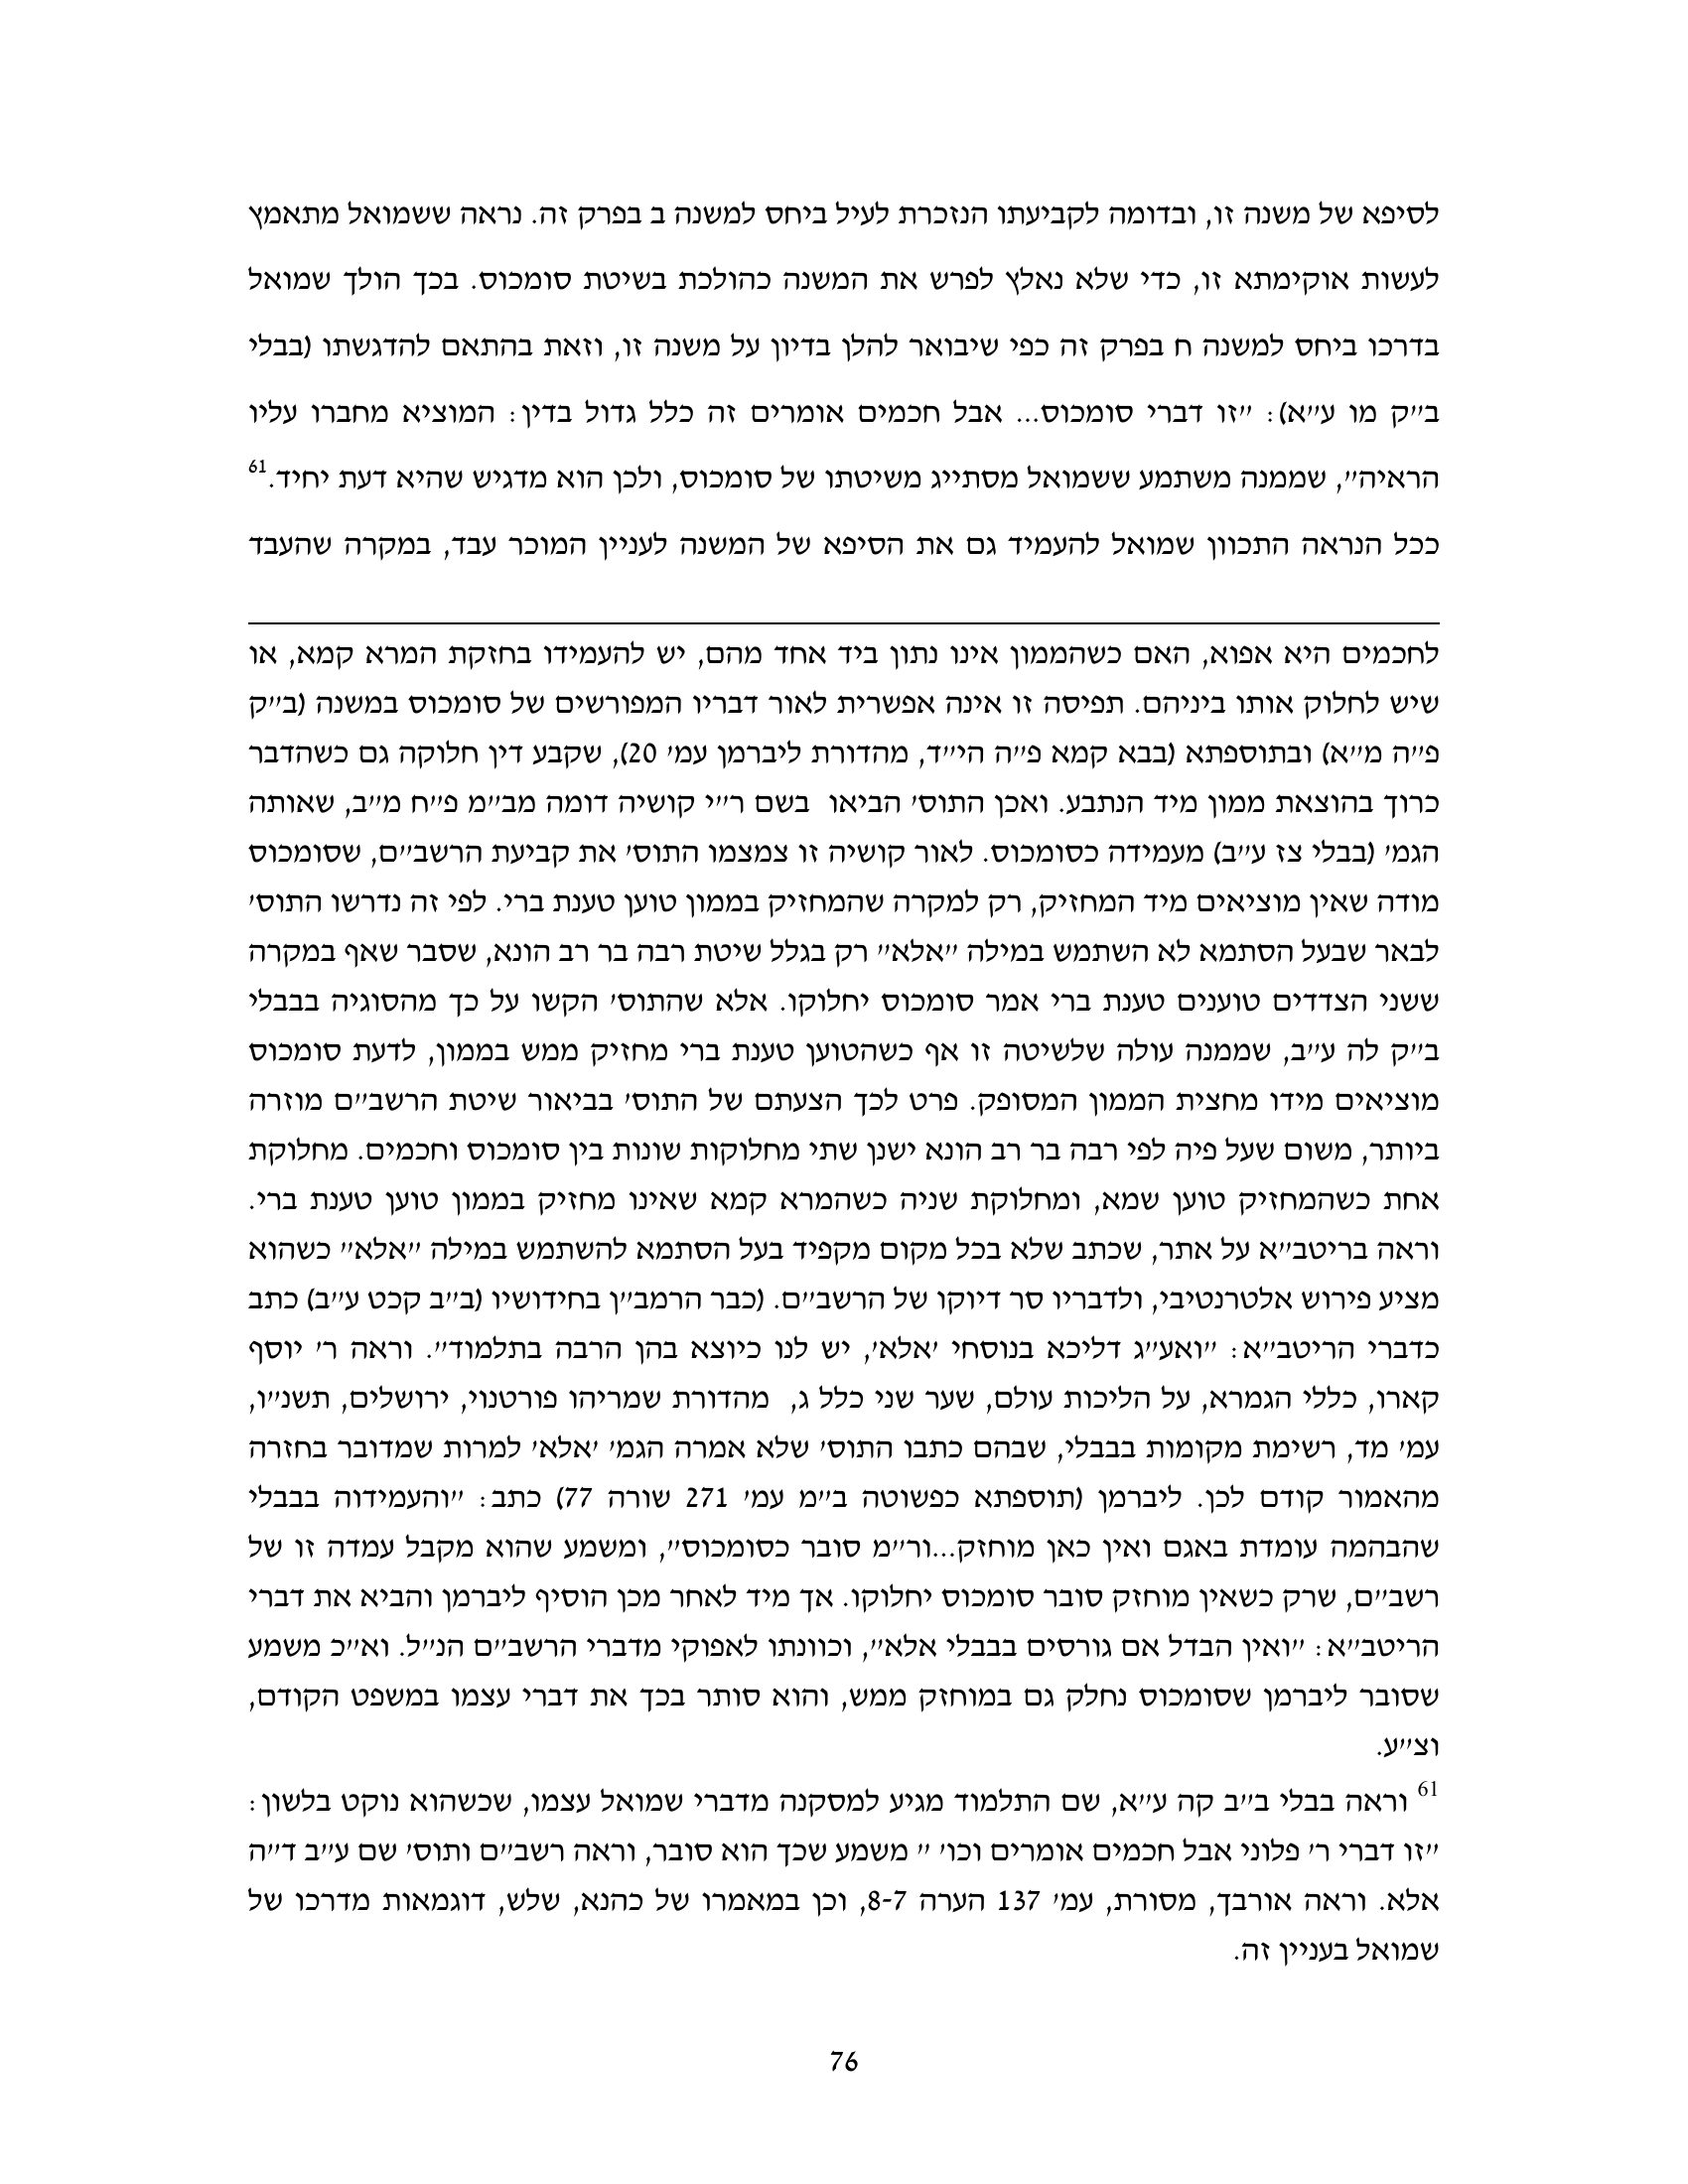 לסיפא של משנה זו, ובדומה לקביעתו הנזכרת לעיל ביחס למשנה ב בפרק זה. נראה ששמואל מתאמץ
לעשות אוקימתא זו, כדי שלא נאלץ לפרש את המשנה כהולכת בשיטת סומכוס. בכך הולך שמואל
בדרכו ביחס למשנה ח בפרק זה כפי שיבואר להלן בדיון על משנה זו, וזאת בהתאם להדגשתו (בבלי
ב״ק מו ע״א): ״זו דברי סומכוס... אבל חכמים אומרים זה כלל גדול בדין: המוציא מחברו עליו
הראיה״, שממנה משתמע ששמואל מסתייג משיטתו של סומכוס, ולכן הוא מדגיש שהיא דעת יחיד.61
ככל הנראה התכוון שמואל להעמיד גם את הסיפא של המשנה לעניין המוכר עבד, במקרה שהעבד
לחכמים היא אפוא, האם כשהממון אינו נתון ביד אחד מהם, יש להעמידו בחזקת המרא קמא, או
שיש לחלוק אותו ביניהם. תפיסה זו אינה אפשרית לאור דבריו המפורשים של סומכוס במשנה (ב״ק
פ״ה מ״א) ובתוספתא (בבא קמא פ״ה הי״ד, מהדורת ליברמן עמ׳ 20), שקבע דין חלוקה גם כשהדבר
כרוך בהוצאת ממון מיד הנתבע. ואכן התוס׳ הביאו בשם ר״י קושיה דומה מב״מ פ״ח מ״ב, שאותה
הגמ׳ (בבלי צז ע״ב) מעמידה כסומכוס. לאור קושיה זו צמצמו התוס׳ את קביעת הרשב״ם, שסומכוס
מודה שאין מוציאים מיד המחזיק, רק למקרה שהמחזיק בממון טוען טענת ברי. לפי זה נדרשו התוס׳
לבאר שבעל הסתמא לא השתמש במילה ״אלא״ רק בגלל שיטת רבה בר רב הונא, שסבר שאף במקרה
ששני הצדדים טוענים טענת ברי אמר סומכוס יחלוקו. אלא שהתוס׳ הקשו על כך מהסוגיה בבבלי
ב״ק לה ע״ב, שממנה עולה שלשיטה זו אף כשהטוען טענת ברי מחזיק ממש בממון, לדעת סומכוס
מוציאים מידו מחצית הממון המסופק. פרט לכך הצעתם של התוס׳ בביאור שיטת הרשב״ם מוזרה
ביותר, משום שעל פיה לפי רבה בר רב הונא ישנן שתי מחלוקות שונות בין סומכוס וחכמים. מחלוקת
אחת כשהמחזיק טוען שמא, ומחלוקת שניה כשהמרא קמא שאינו מחזיק בממון טוען טענת ברי.
וראה בריטב״א על אתר, שכתב שלא בכל מקום מקפיד בעל הסתמא להשתמש במילה ״אלא״ כשהוא
מציע פירוש אלטרנטיבי, ולדבריו סר דיוקו של הרשב״ם. (כבר הרמב״ן בחידושיו (ב״ב קכט ע״ב) כתב
כדברי הריטב״א: ״ואע״ג דליכא בנוסחי ׳אלא׳, יש לנו כיוצא בהן הרבה בתלמוד״. וראה ר׳ יוסף
קארו, כללי הגמרא, על הליכות עולם, שער שני כלל ג, מהדורת שמריהו פורטנוי, ירושלים, תשנ״ו,
עמ׳ מד, רשימת מקומות בבבלי, שבהם כתבו התוס׳ שלא אמרה הגמ׳ ׳אלא׳ למרות שמדובר בחזרה
מהאמור קודם לכן. ליברמן (תוספתא כפשוטה ב״מ עמ׳ 271 שורה 77) כתב: ״והעמידוה בבבלי
שהבהמה עומדת באגם ואין כאן מוחזק...ור״מ סובר כסומכוס״, ומשמע שהוא מקבל עמדה זו של
רשב״ם, שרק כשאין מוחזק סובר סומכוס יחלוקו. אך מיד לאחר מכן הוסיף ליברמן והביא את דברי
הריטב״א: ״ואין הבדל אם גורסים בבבלי אלא״, וכוונתו לאפוקי מדברי הרשב״ם הנ״ל. וא״כ משמע
שסובר ליברמן שסומכוס נחלק גם במוחזק ממש, והוא סותר בכך את דברי עצמו במשפט הקודם,
וצ״ע.
61 וראה בבלי ב״ב קה ע״א, שם התלמוד מגיע למסקנה מדברי שמואל עצמו, שכשהוא נוקט בלשון:
״זו דברי ר׳ פלוני אבל חכמים אומרים וכו׳ ״ משמע שכך הוא סובר, וראה רשב״ם ותוס׳ שם ע״ב ד״ה
אלא. וראה אורבך, מסורת, עמ׳ 137 הערה 8-7, וכן במאמרו של כהנא, שלש, דוגמאות מדרכו של
שמואל בעניין זה.
76